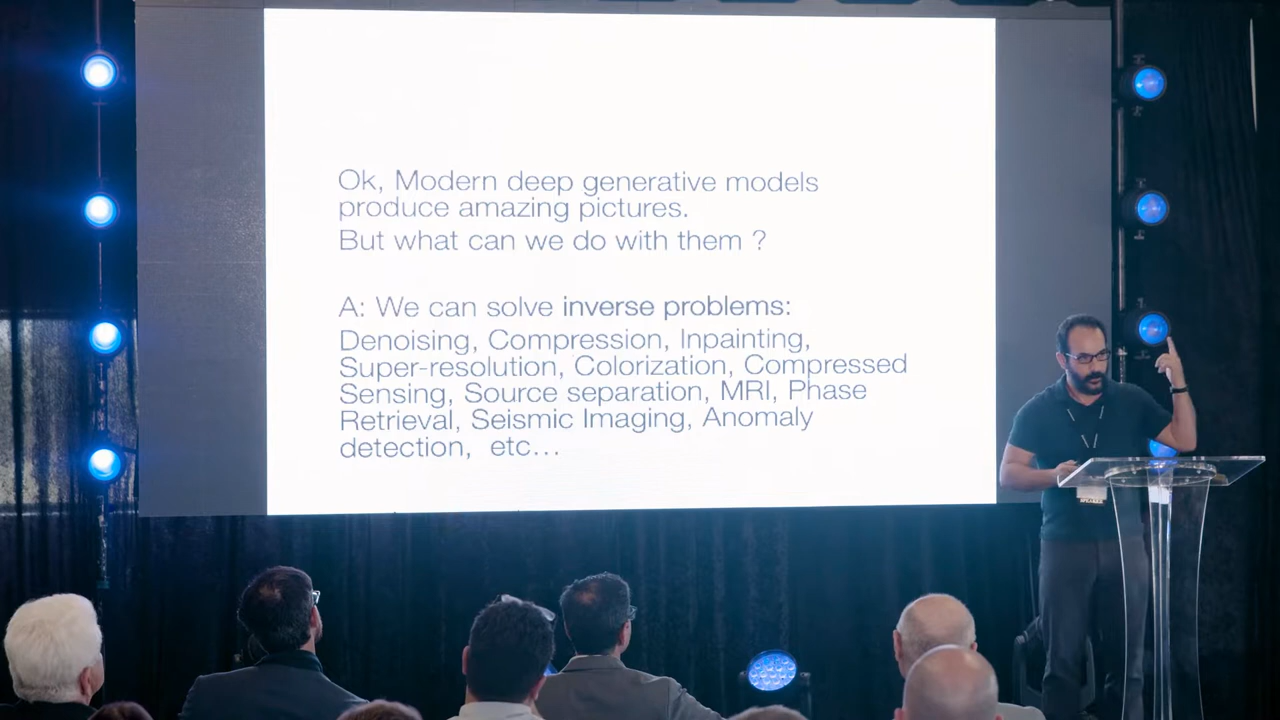 Ok, Modern deep generative models
produce amazing pictures.
But what can we do with them ?
A: We can solve inverse problems:
Denoising, Compression, Inpainting,
Super-resolution, Colorization, Compressed
Sensing, Source separation, MRI, Phase
Retrieval, Seismic Imaging, Anomaly
detection, etc...
SPEAKER